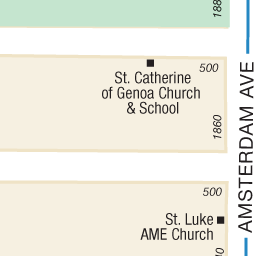 500
St. Catherine
of Genoa Church
& School
1860
AMSTERDAM AVE
500
St. Luke
AME Church